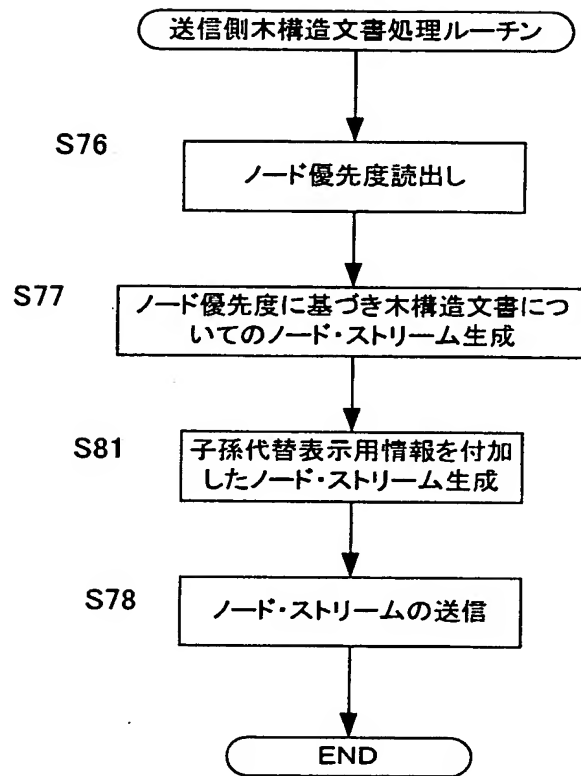 送信側木構造文書処理ルーチン
S76
ノード優先度読出し
S77
ノード優先度に基づき木構造文書につ
いてのノード・ストリーム生成
S81
子孫代替表示用情報を付加
したノード・ストリーム生成
S78
ノード・ストリームの送信
END